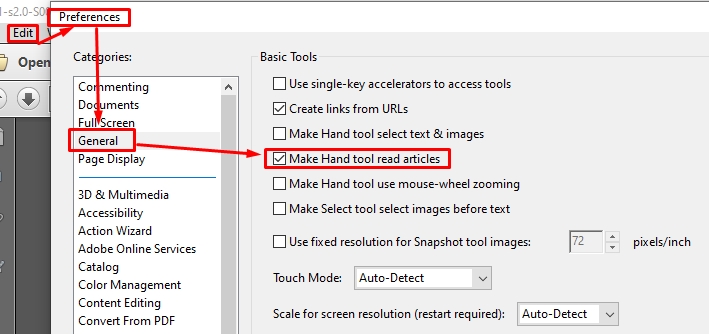 1-s2.0-S00
Preferences
Edit
Open
Categories:
Commenting
Documents
Full Screen
General
Page Display
3D & Multimedia
Accessibility
Action Wizard
Adobe Online Services
Catalog
Color Management
Content Editing
Convert From PDF
Basic Tools
Use single-key accelerators to access tools
Create links from URLs
Make Hand tool select text & images
Make Hand tool read articles
Make Hand tool use mouse-wheel zooming
Make Select tool select images before text
Use fixed resolution for Snapshot tool images: 72 pixels/inch
Touch Mode: Auto-Detect
Scale for screen resolution (restart required): Auto-Detect